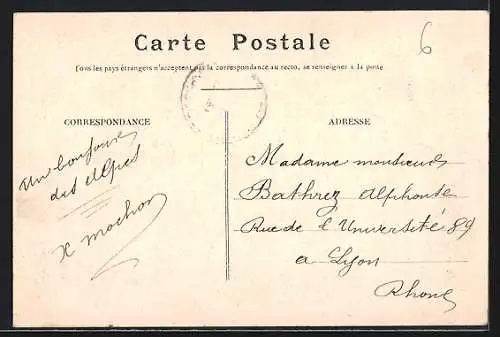 Carte Postale
6
Tous les pays étrangers n'acceptent pas la correspondance au recto, se renseigner à la poste
CORRESPONDANCE
Un bonjour
des Alpes
X mochon
ADRESSE
Madame monsieur
Bathrez Alphonse
Rue de l'Université 89
a Lyon
Rhone